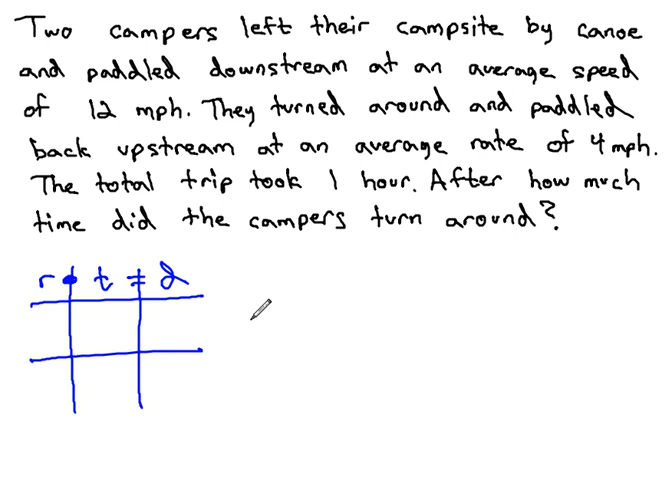 Two campers left their campsite by canoe
and paddled downstream at an average speed
of 12 mph. They turned around and paddled
back upstream at an average rate of 4 mph.
The total trip took 1 hour. After how much
time did the campers turn around?
r • t = d